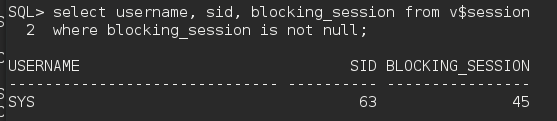 SQL> select username, sid, blocking_session from v$session
2 where blocking_session is not null;
USERNAME SID BLOCKING_SESSION
------------------------------ ---------- ----------------
SYS 63 45